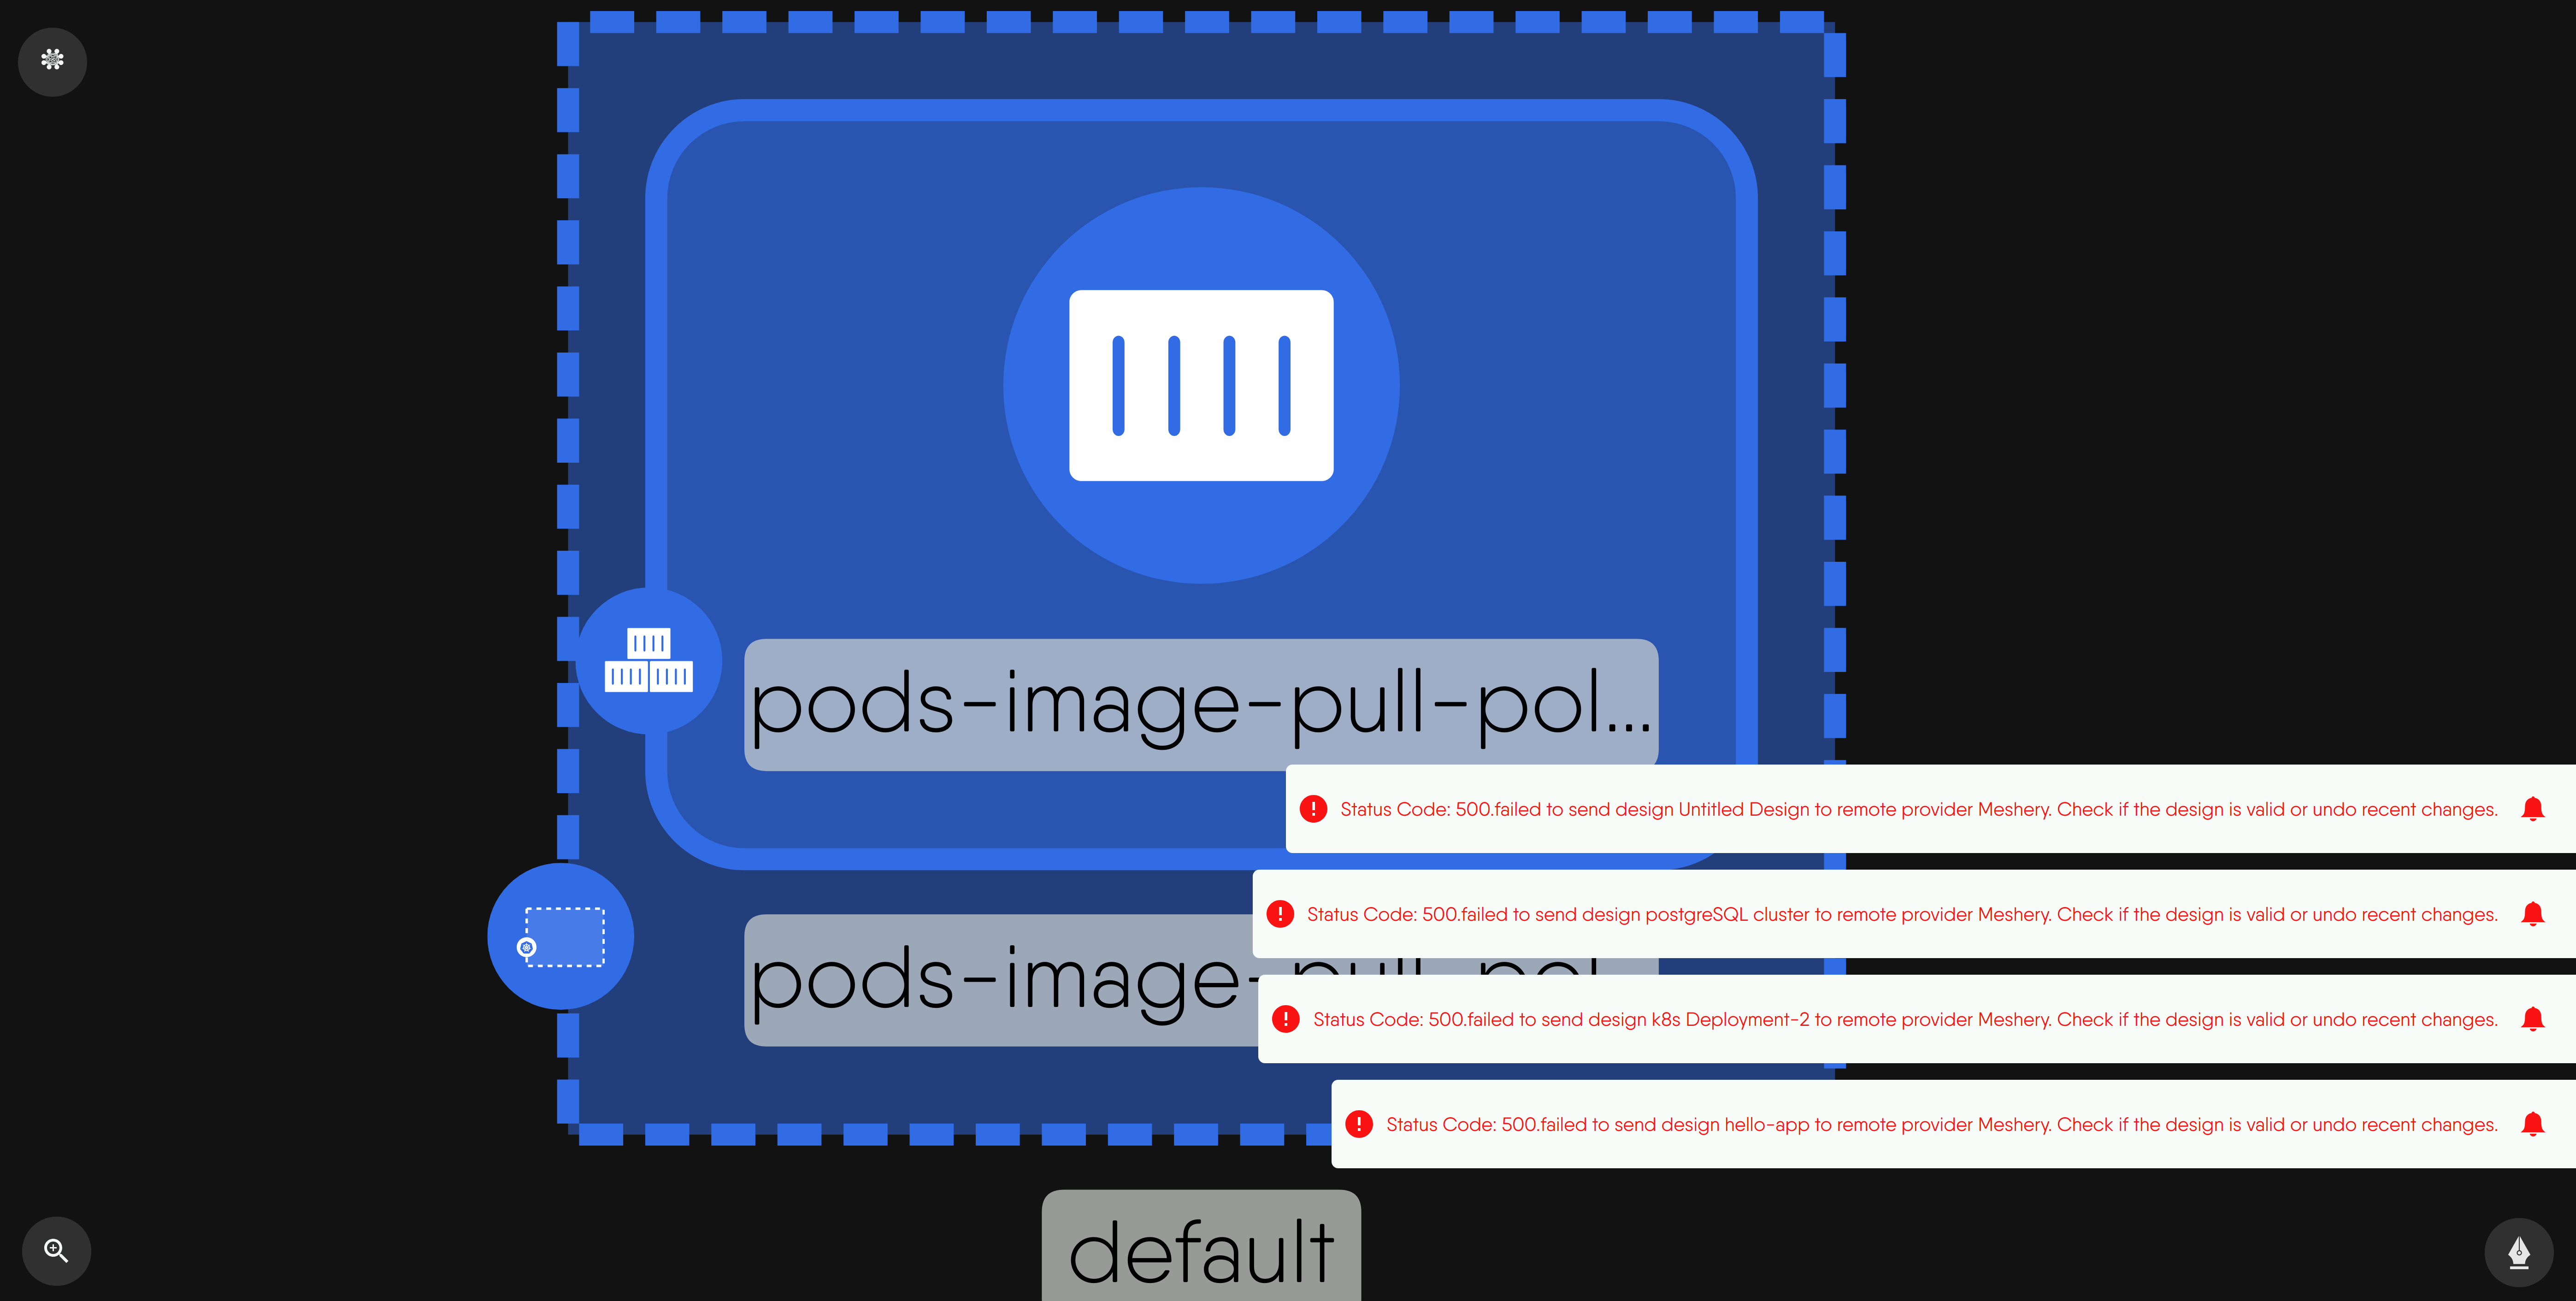 pods-image-pull-pol...
Status Code: 500.failed to send design Untitled Design to remote provider Meshery. Check if the design is valid or undo recent changes.
Status Code: 500.failed to send design postgreSQL cluster to remote provider Meshery. Check if the design is valid or undo recent changes.
pods-image-pull-pol
Status Code: 500.failed to send design k8s Deployment-2 to remote provider Meshery. Check if the design is valid or undo recent changes.
Status Code: 500.failed to send design hello-app to remote provider Meshery. Check if the design is valid or undo recent changes.
default